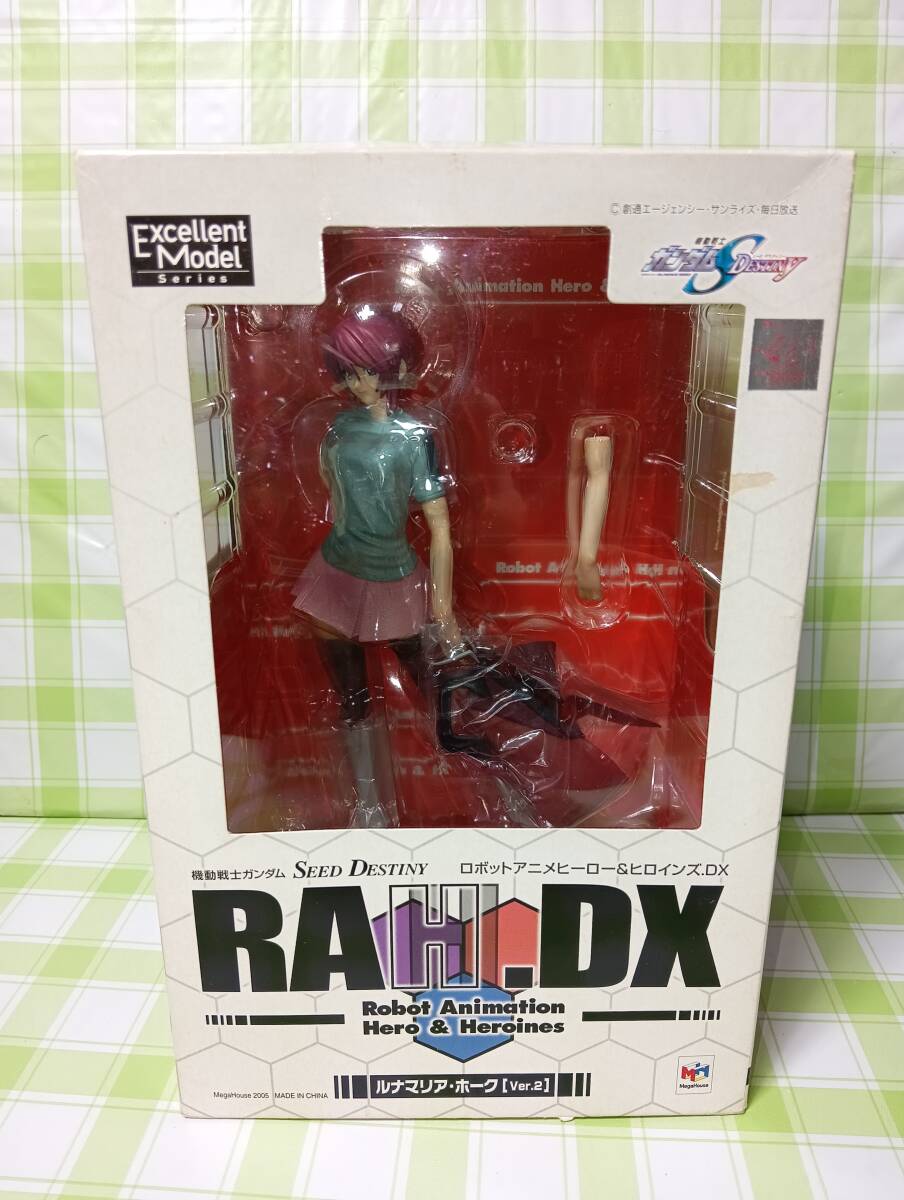 Excellent
Model
Series
© 創通エージェンシー・サンライズ・毎日放送
機動戦士
ガンダム SEED DESTINY
Animation Hero &
Robot A
機動戦士ガンダム SEED DESTINY ロボットアニメヒーロー&ヒロインズ.DX
RAH.DX
Robot Animation
Hero & Heroines
ルナマリア・ホーク［Ver.2］
MegaHouse 2005 MADE IN CHINA
MegaHouse